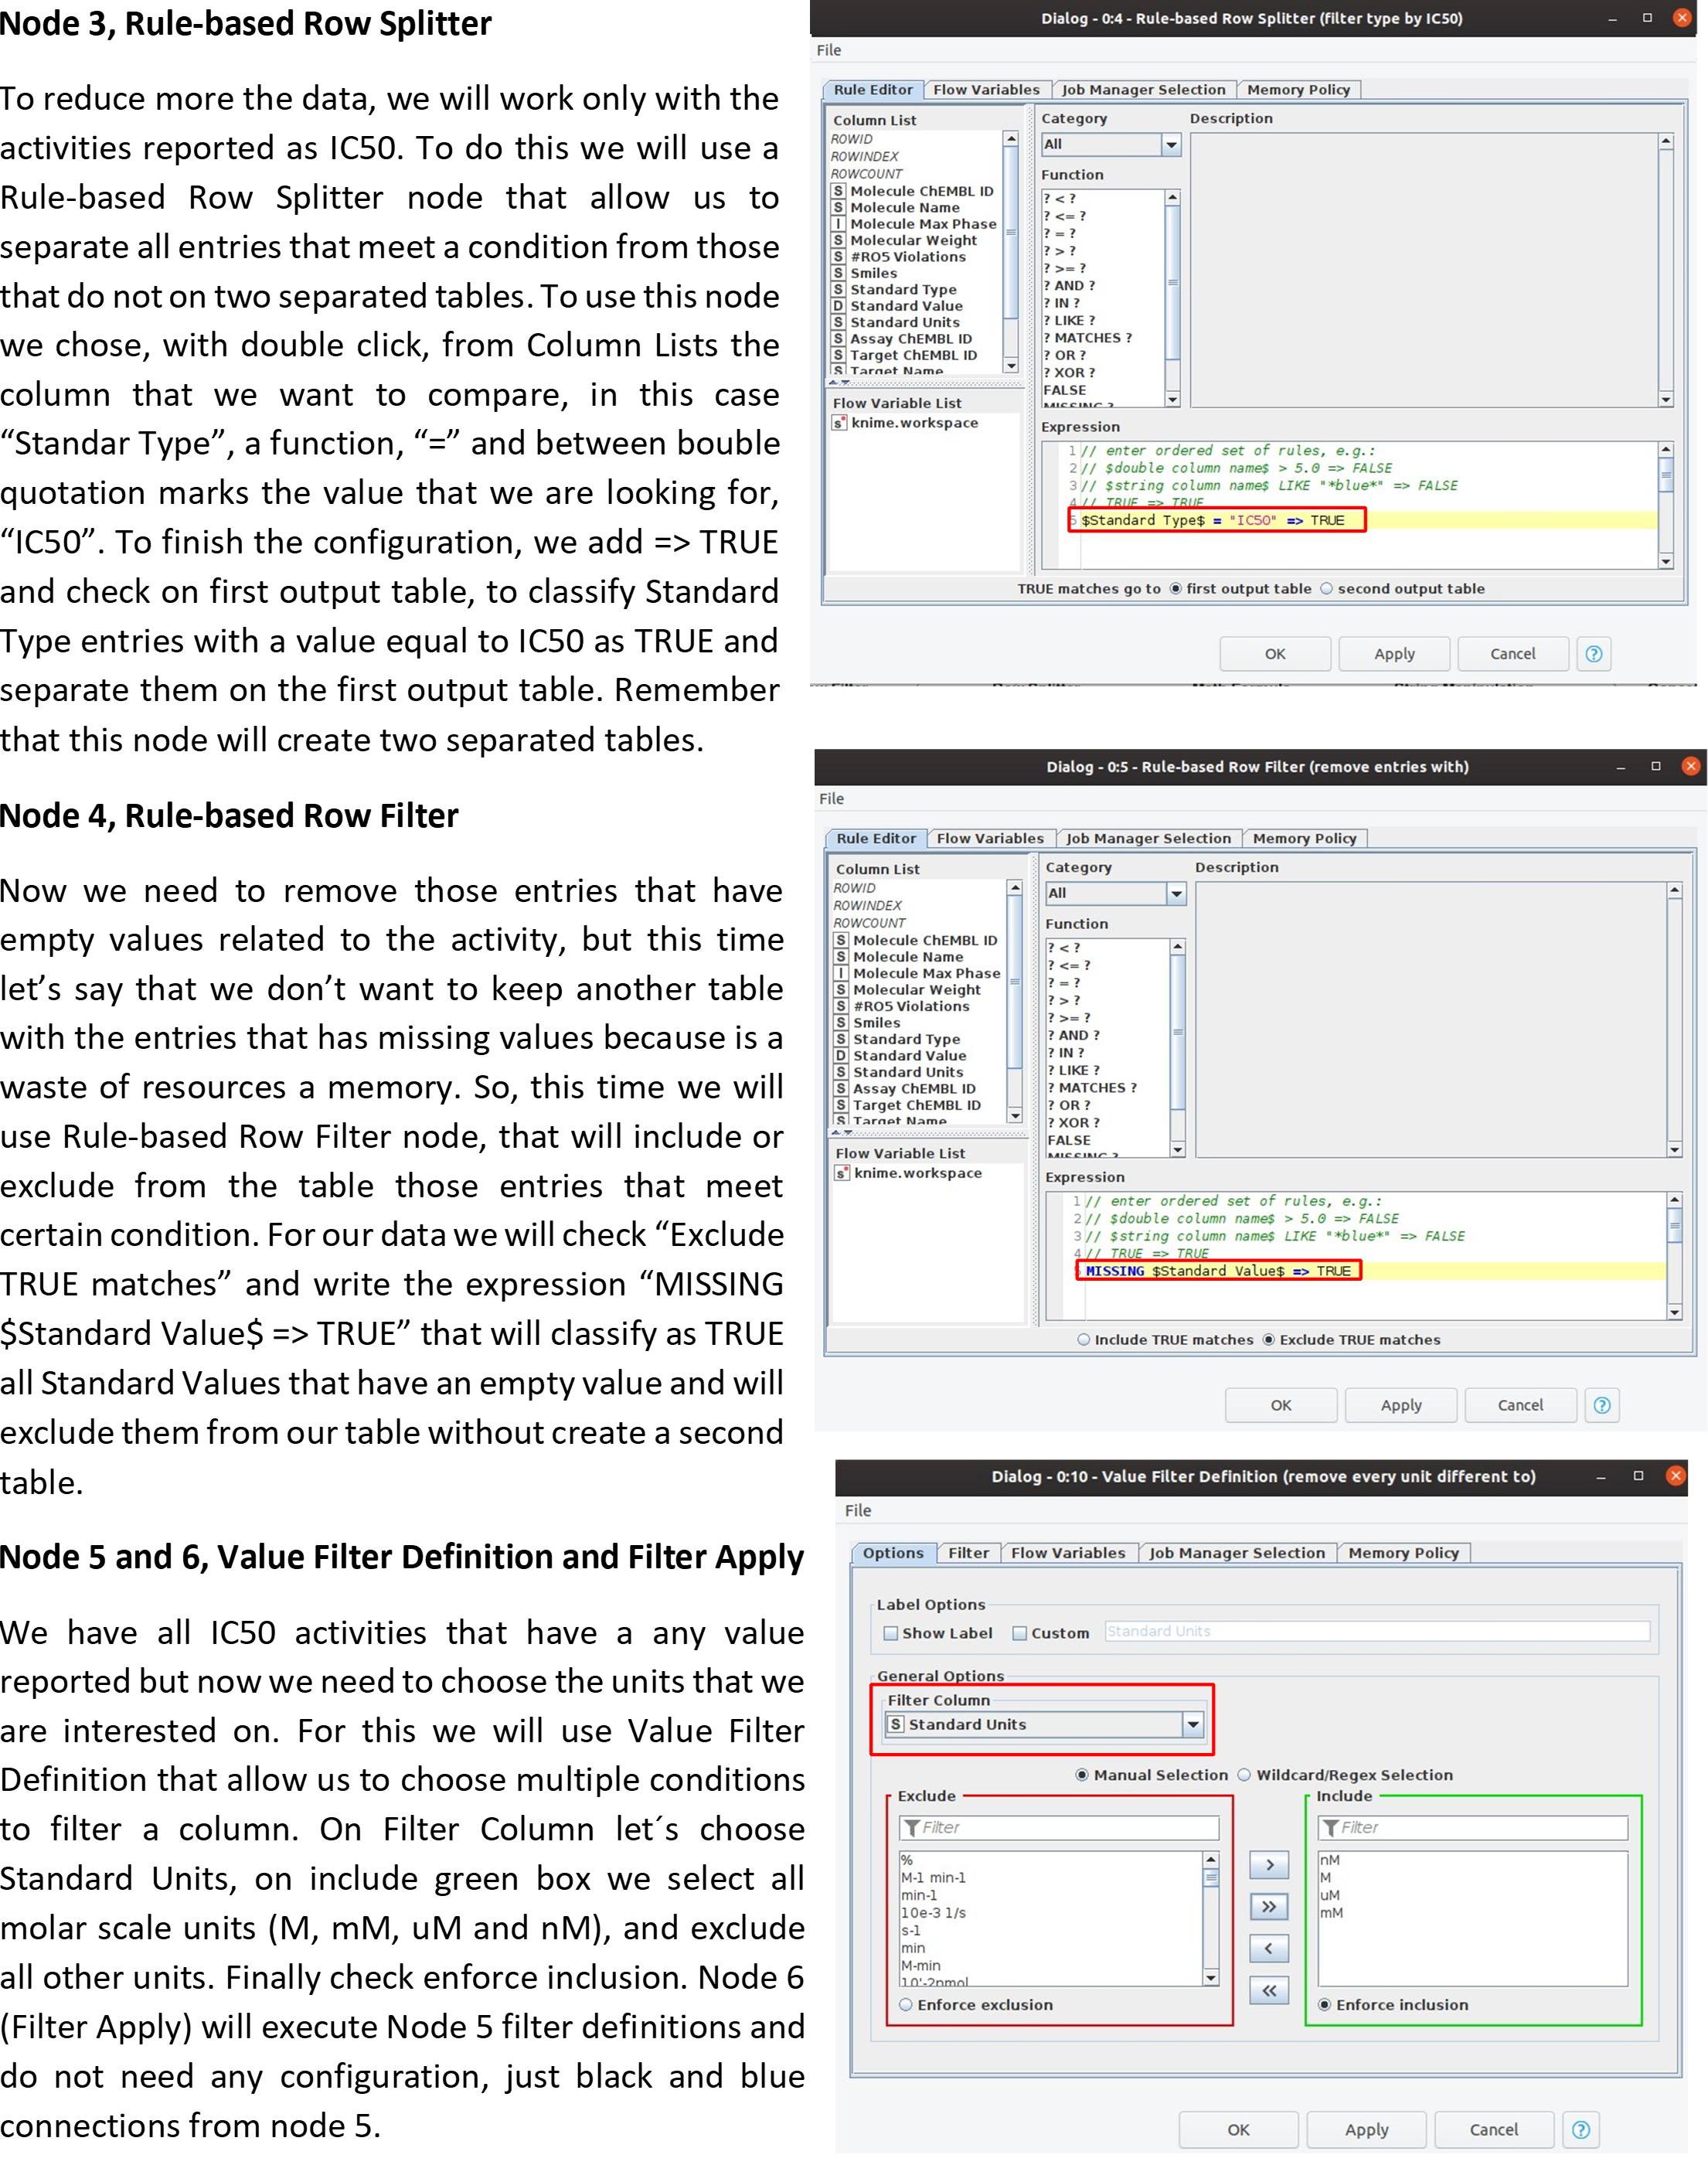 Node 3, Rule-based Row Splitter
To reduce more the data, we will work only with the
activities reported as IC50. To do this we will use a
Rule-based Row Splitter node that allow us to
separate all entries that meet a condition from those
that do not on two separated tables. To use this node
we chose, with double click, from Column Lists the
column that we want to compare, in this case
“Standar Type”, a function, “=” and between bouble
quotation marks the value that we are looking for,
“IC50”. To finish the configuration, we add => TRUE
and check on first output table, to classify Standard
Type entries with a value equal to IC50 as TRUE and
separate them on the first output table. Remember
that this node will create two separated tables.
Dialog - 0:4 - Rule-based Row Splitter (filter type by IC50)
File
Rule Editor Flow Variables Job Manager Selection Memory Policy
Column List
ROWID
ROWINDEX
ROWCOUNT
S Molecule ChEMBL ID
S Molecule Name
I Molecule Max Phase
S Molecular Weight
S #RO5 Violations
S Smiles
S Standard Type
D Standard Value
S Standard Units
S Assay ChEMBL ID
S Target ChEMBL ID
S Target Name
Flow Variable List
s knime.workspace
Category
All
Function
? < ?
? <= ?
? = ?
? > ?
? >= ?
? AND ?
? IN ?
? LIKE ?
? MATCHES ?
? OR ?
? XOR ?
FALSE
MISSING ?
Description
Expression
1 // enter ordered set of rules, e.g.:
2 // $double column name$ > 5.0 => FALSE
3 // $string column name$ LIKE "*blue*" => FALSE
4 // TRUE => TRUE
5 $Standard Type$ = "IC50" => TRUE
TRUE matches go to first output table second output table
OK Apply Cancel ?
Row Splitter Math Formula String Manipulation
Node 4, Rule-based Row Filter
Now we need to remove those entries that have
empty values related to the activity, but this time
let’s say that we don’t want to keep another table
with the entries that has missing values because is a
waste of resources a memory. So, this time we will
use Rule-based Row Filter node, that will include or
exclude from the table those entries that meet
certain condition. For our data we will check “Exclude
TRUE matches” and write the expression “MISSING
$Standard Value$ => TRUE” that will classify as TRUE
all Standard Values that have an empty value and will
exclude them from our table without create a second
table.
Dialog - 0:5 - Rule-based Row Filter (remove entries with)
File
Rule Editor Flow Variables Job Manager Selection Memory Policy
Column List
ROWID
ROWINDEX
ROWCOUNT
S Molecule ChEMBL ID
S Molecule Name
I Molecule Max Phase
S Molecular Weight
S #RO5 Violations
S Smiles
S Standard Type
D Standard Value
S Standard Units
S Assay ChEMBL ID
S Target ChEMBL ID
S Target Name
Flow Variable List
s knime.workspace
Category
All
Function
? < ?
? <= ?
? = ?
? > ?
? >= ?
? AND ?
? IN ?
? LIKE ?
? MATCHES ?
? OR ?
? XOR ?
FALSE
MISSING ?
Description
Expression
1 // enter ordered set of rules, e.g.:
2 // $double column name$ > 5.0 => FALSE
3 // $string column name$ LIKE "*blue*" => FALSE
4 // TRUE => TRUE
MISSING $Standard Value$ => TRUE
Include TRUE matches Exclude TRUE matches
OK Apply Cancel ?
Node 5 and 6, Value Filter Definition and Filter Apply
We have all IC50 activities that have a any value
reported but now we need to choose the units that we
are interested on. For this we will use Value Filter
Definition that allow us to choose multiple conditions
to filter a column. On Filter Column let´s choose
Standard Units, on include green box we select all
molar scale units (M, mM, uM and nM), and exclude
all other units. Finally check enforce inclusion. Node 6
(Filter Apply) will execute Node 5 filter definitions and
do not need any configuration, just black and blue
connections from node 5.
Dialog - 0:10 - Value Filter Definition (remove every unit different to)
File
Options Filter Flow Variables Job Manager Selection Memory Policy
Label Options
Show Label Custom Standard Units
General Options
Filter Column
S Standard Units
Manual Selection Wildcard/Regex Selection
Exclude
Filter
%
M-1 min-1
min-1
10e-3 1/s
s-1
min
M-min
10'-2pmol
Enforce exclusion
>
>>
<
<<
Include
Filter
nM
M
uM
mM
Enforce inclusion
OK Apply Cancel ?